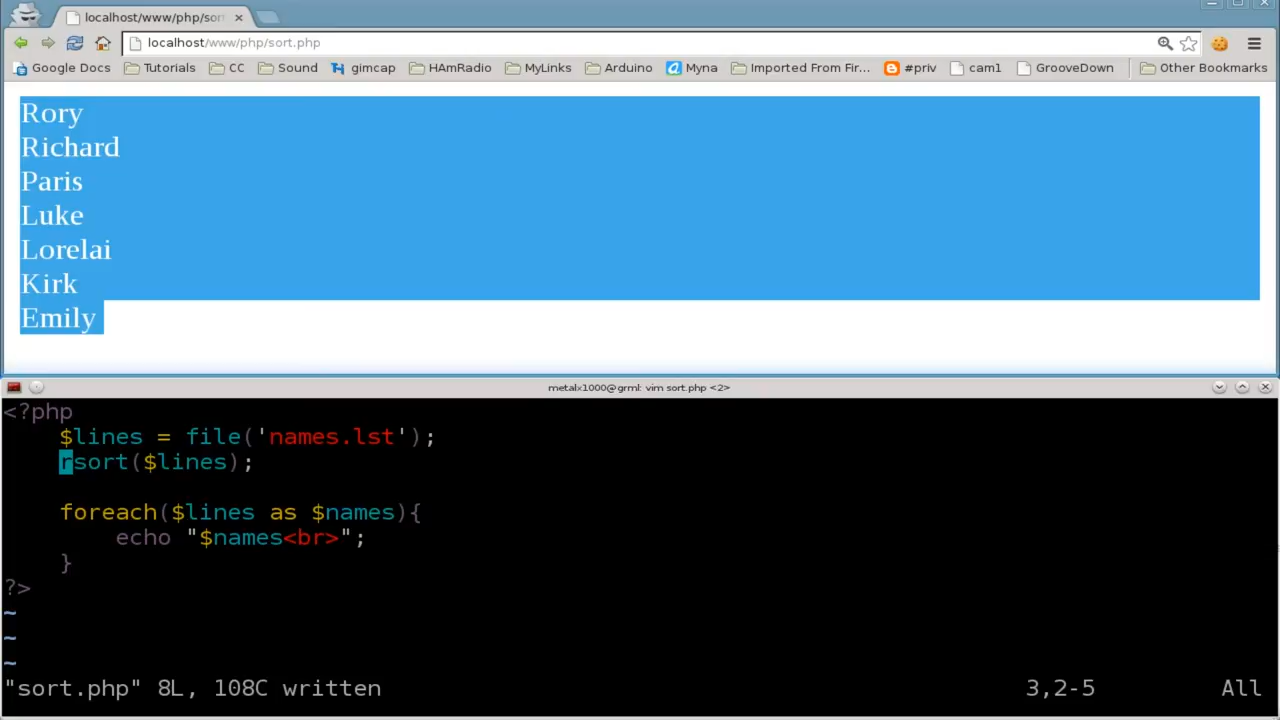 localhost/www/php/sor
localhost/www/php/sort.php
Google Docs Tutorials CC Sound gimcap HAmRadio MyLinks Arduino Myna Imported From Fir... #priv cam1 GrooveDown Other Bookmarks
Rory
Richard
Paris
Luke
Lorelai
Kirk
Emily
metalx1000@grml: vim sort.php <2>
<?php
$lines = file('names.lst');
rsort($lines);
foreach($lines as $names){
echo "$names<br>";
}
?>
~
~
~
"sort.php" 8L, 108C written 3,2-5 All